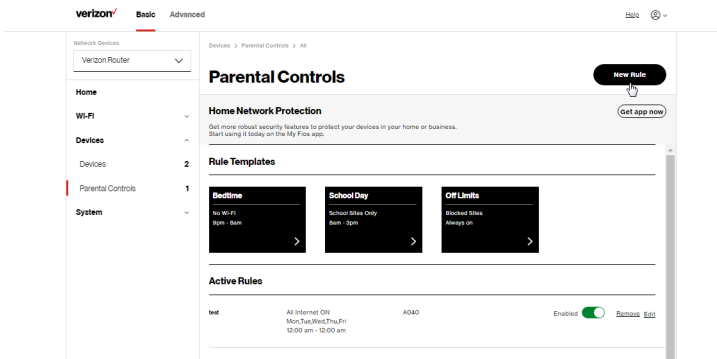 verizon✓
Basic
Advanced
Help
Network Devices
Verizon Router
Home
Wi-Fi
Devices
Devices 2
Parental Controls 1
System
Devices > Parental Controls > All
Parental Controls
New Rule
Home Network Protection
Get more robust security features to protect your devices in your home or business.
Start using it today on the My Fios app.
Get app now
Rule Templates
Bedtime
No Wi-Fi
9pm - 8am
School Day
School Sites Only
8am - 3pm
Off Limits
Blocked Sites
Always on
Active Rules
test
All Internet ON
Mon,Tue,Wed,Thu,Fri
12:00 am - 12:00 am
A040
Enabled
Remove Edit